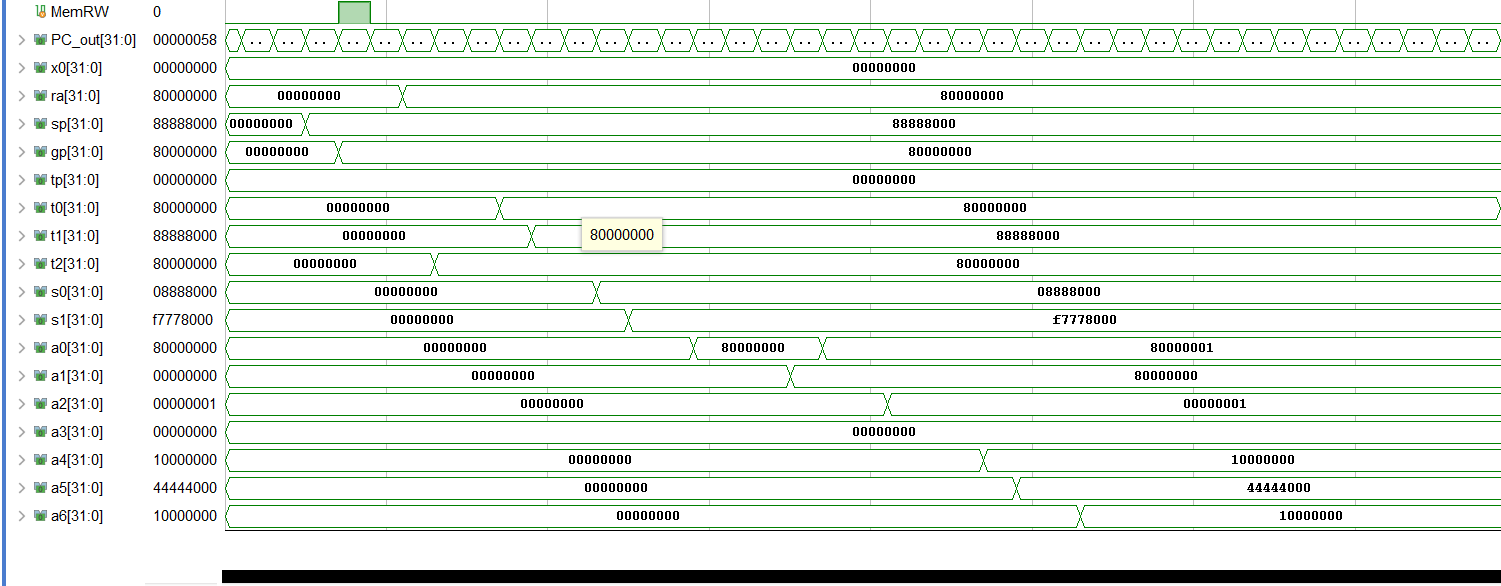 MemRW 0
PC_out[31:0] 00000058 .. .. .. .. .. .. .. .. .. .. .. .. .. .. .. .. .. .. .. .. .. .. .. .. .. .. .. .. .. .. .. .. .. .. .. .. .. .. ..
x0[31:0] 00000000 00000000
ra[31:0] 80000000 00000000 80000000
sp[31:0] 88888000 00000000 88888000
gp[31:0] 80000000 00000000 80000000
tp[31:0] 00000000 00000000
t0[31:0] 80000000 00000000 80000000
t1[31:0] 88888000 00000000 80000000 88888000
t2[31:0] 80000000 00000000 80000000
s0[31:0] 08888000 00000000 08888000
s1[31:0] f7778000 00000000 f7778000
a0[31:0] 80000000 00000000 80000000 80000001
a1[31:0] 00000000 00000000 80000000
a2[31:0] 00000001 00000000 00000001
a3[31:0] 00000000 00000000
a4[31:0] 10000000 00000000 10000000
a5[31:0] 44444000 00000000 44444000
a6[31:0] 10000000 00000000 10000000